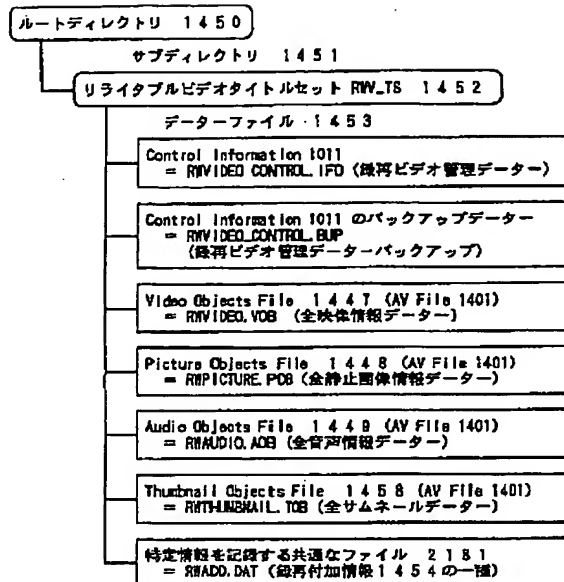 ルートディレクトリ 1450
サブディレクトリ 1451
リライタブルビデオタイトルセット RWV_TS 1452
データーファイル 1453
Control Information 1011
= RWVIDEO_CONTROL.IFO (録再ビデオ管理データー)
Control Information 1011 のバックアップデーター
= RWVIDEO_CONTROL.BUP
(録再ビデオ管理データーバックアップ)
Video Objects File 1447 (AV File 1401)
= RWVIDEO.VOB (全映像情報データー)
Picture Objects File 1448 (AV File 1401)
= RWPICTURE.POB (全静止画像情報データー)
Audio Objects File 1449 (AV File 1401)
= RWAUDIO.AOB (全音声情報データー)
Thumbnail Objects File 1458 (AV File 1401)
= RWTHUMBNAIL.TOB (全サムネールデーター)
特定情報を記録する共通なファイル 2181
= RWADD.DAT (録再付加情報1454の一種)